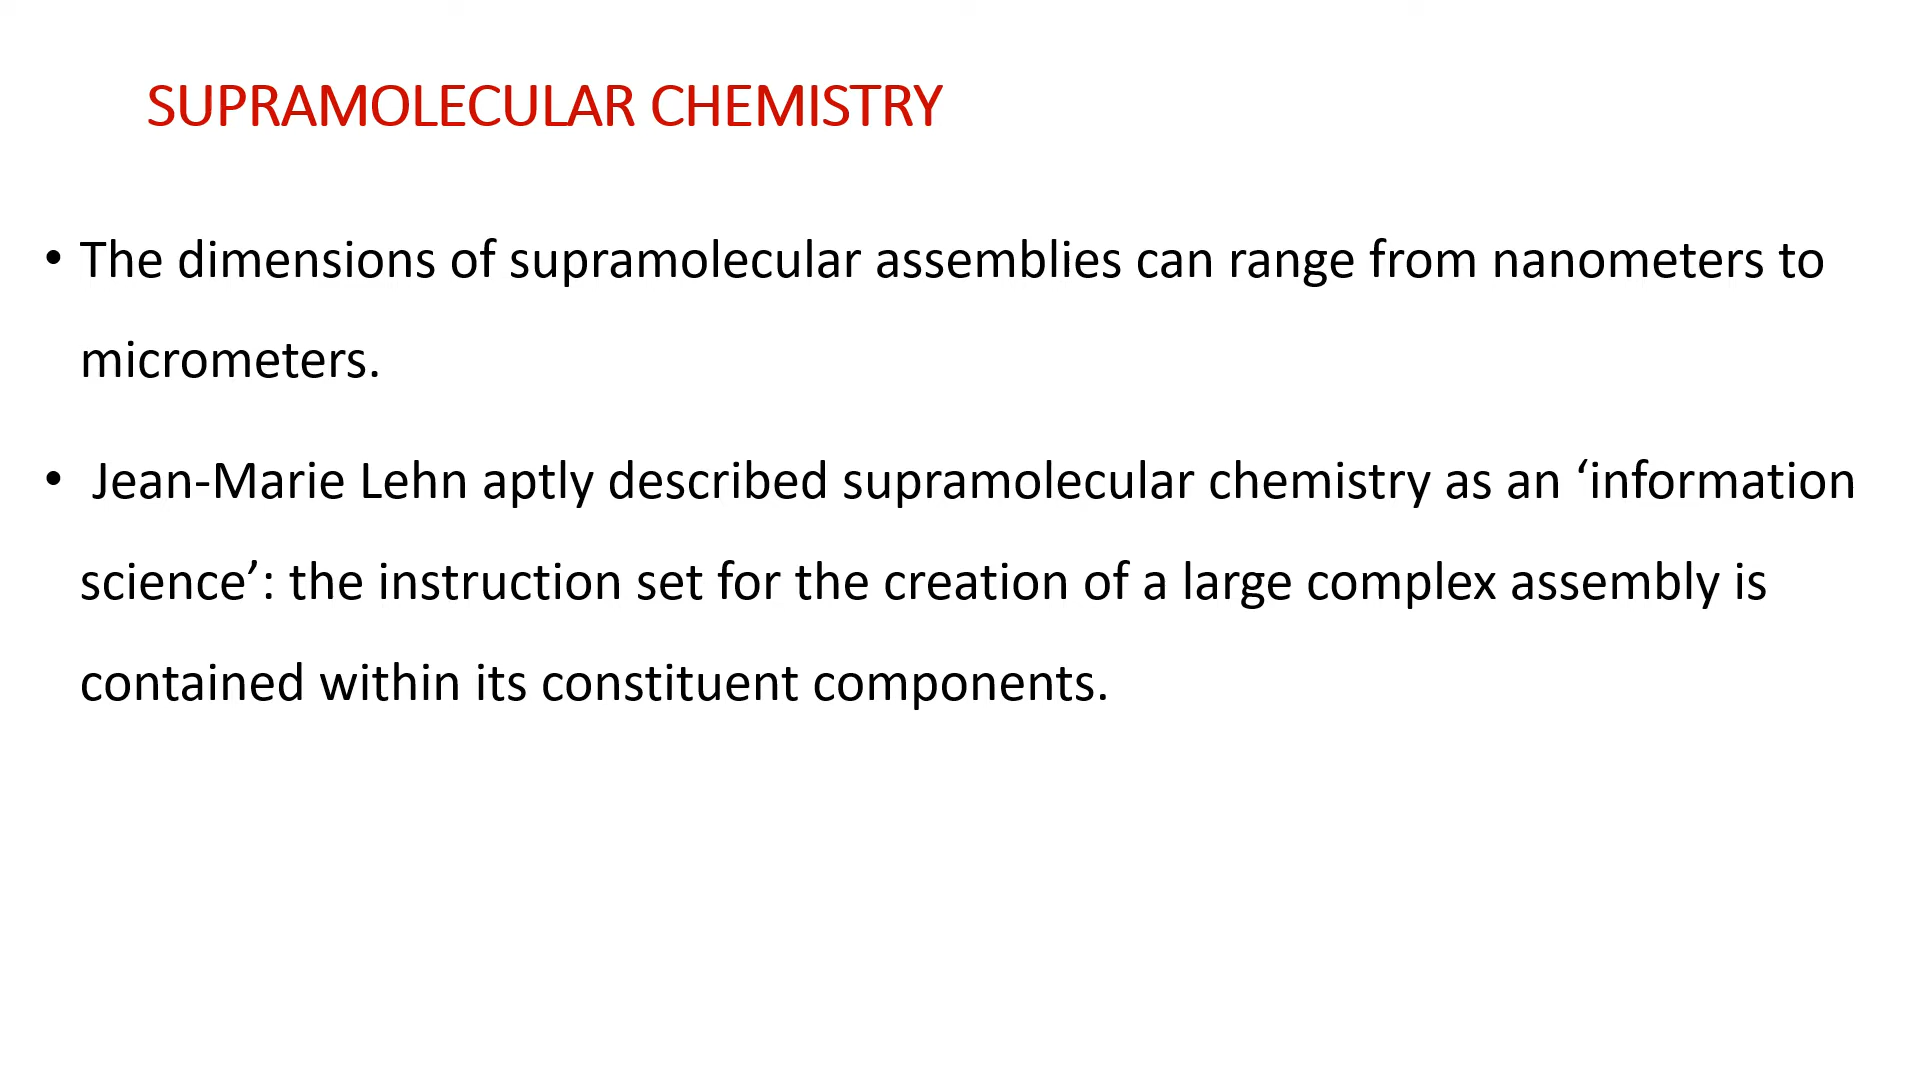 SUPRAMOLECULAR CHEMISTRY
• The dimensions of supramolecular assemblies can range from nanometers to
micrometers.
• Jean-Marie Lehn aptly described supramolecular chemistry as an ‘information
science’: the instruction set for the creation of a large complex assembly is
contained within its constituent components.